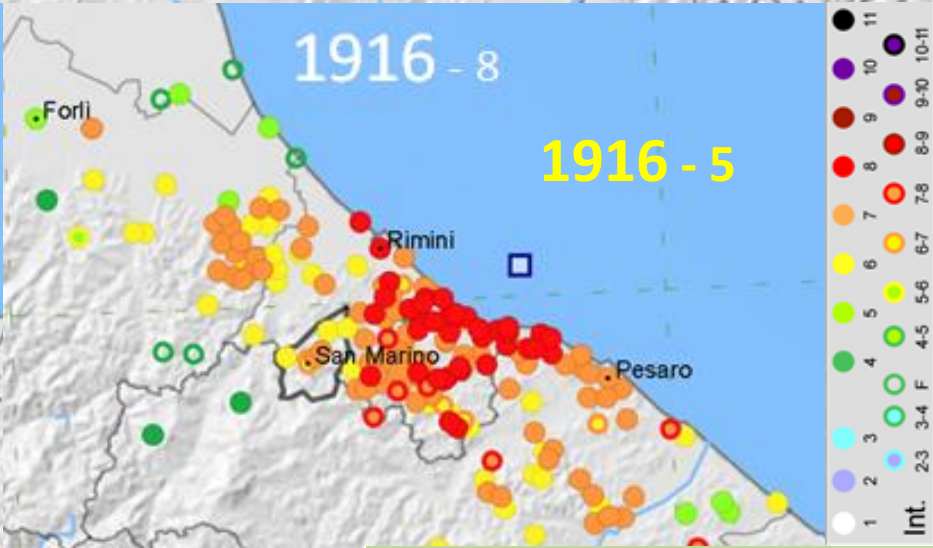 1916 - 8
1916 - 5
Forlì
Rimini
San Marino
Pesaro
11
10
9
8
7
6
5
4
3
2
1
10-11
9-10
8-9
7-8
6-7
5-6
4-5
F
3-4
2-3
Int.